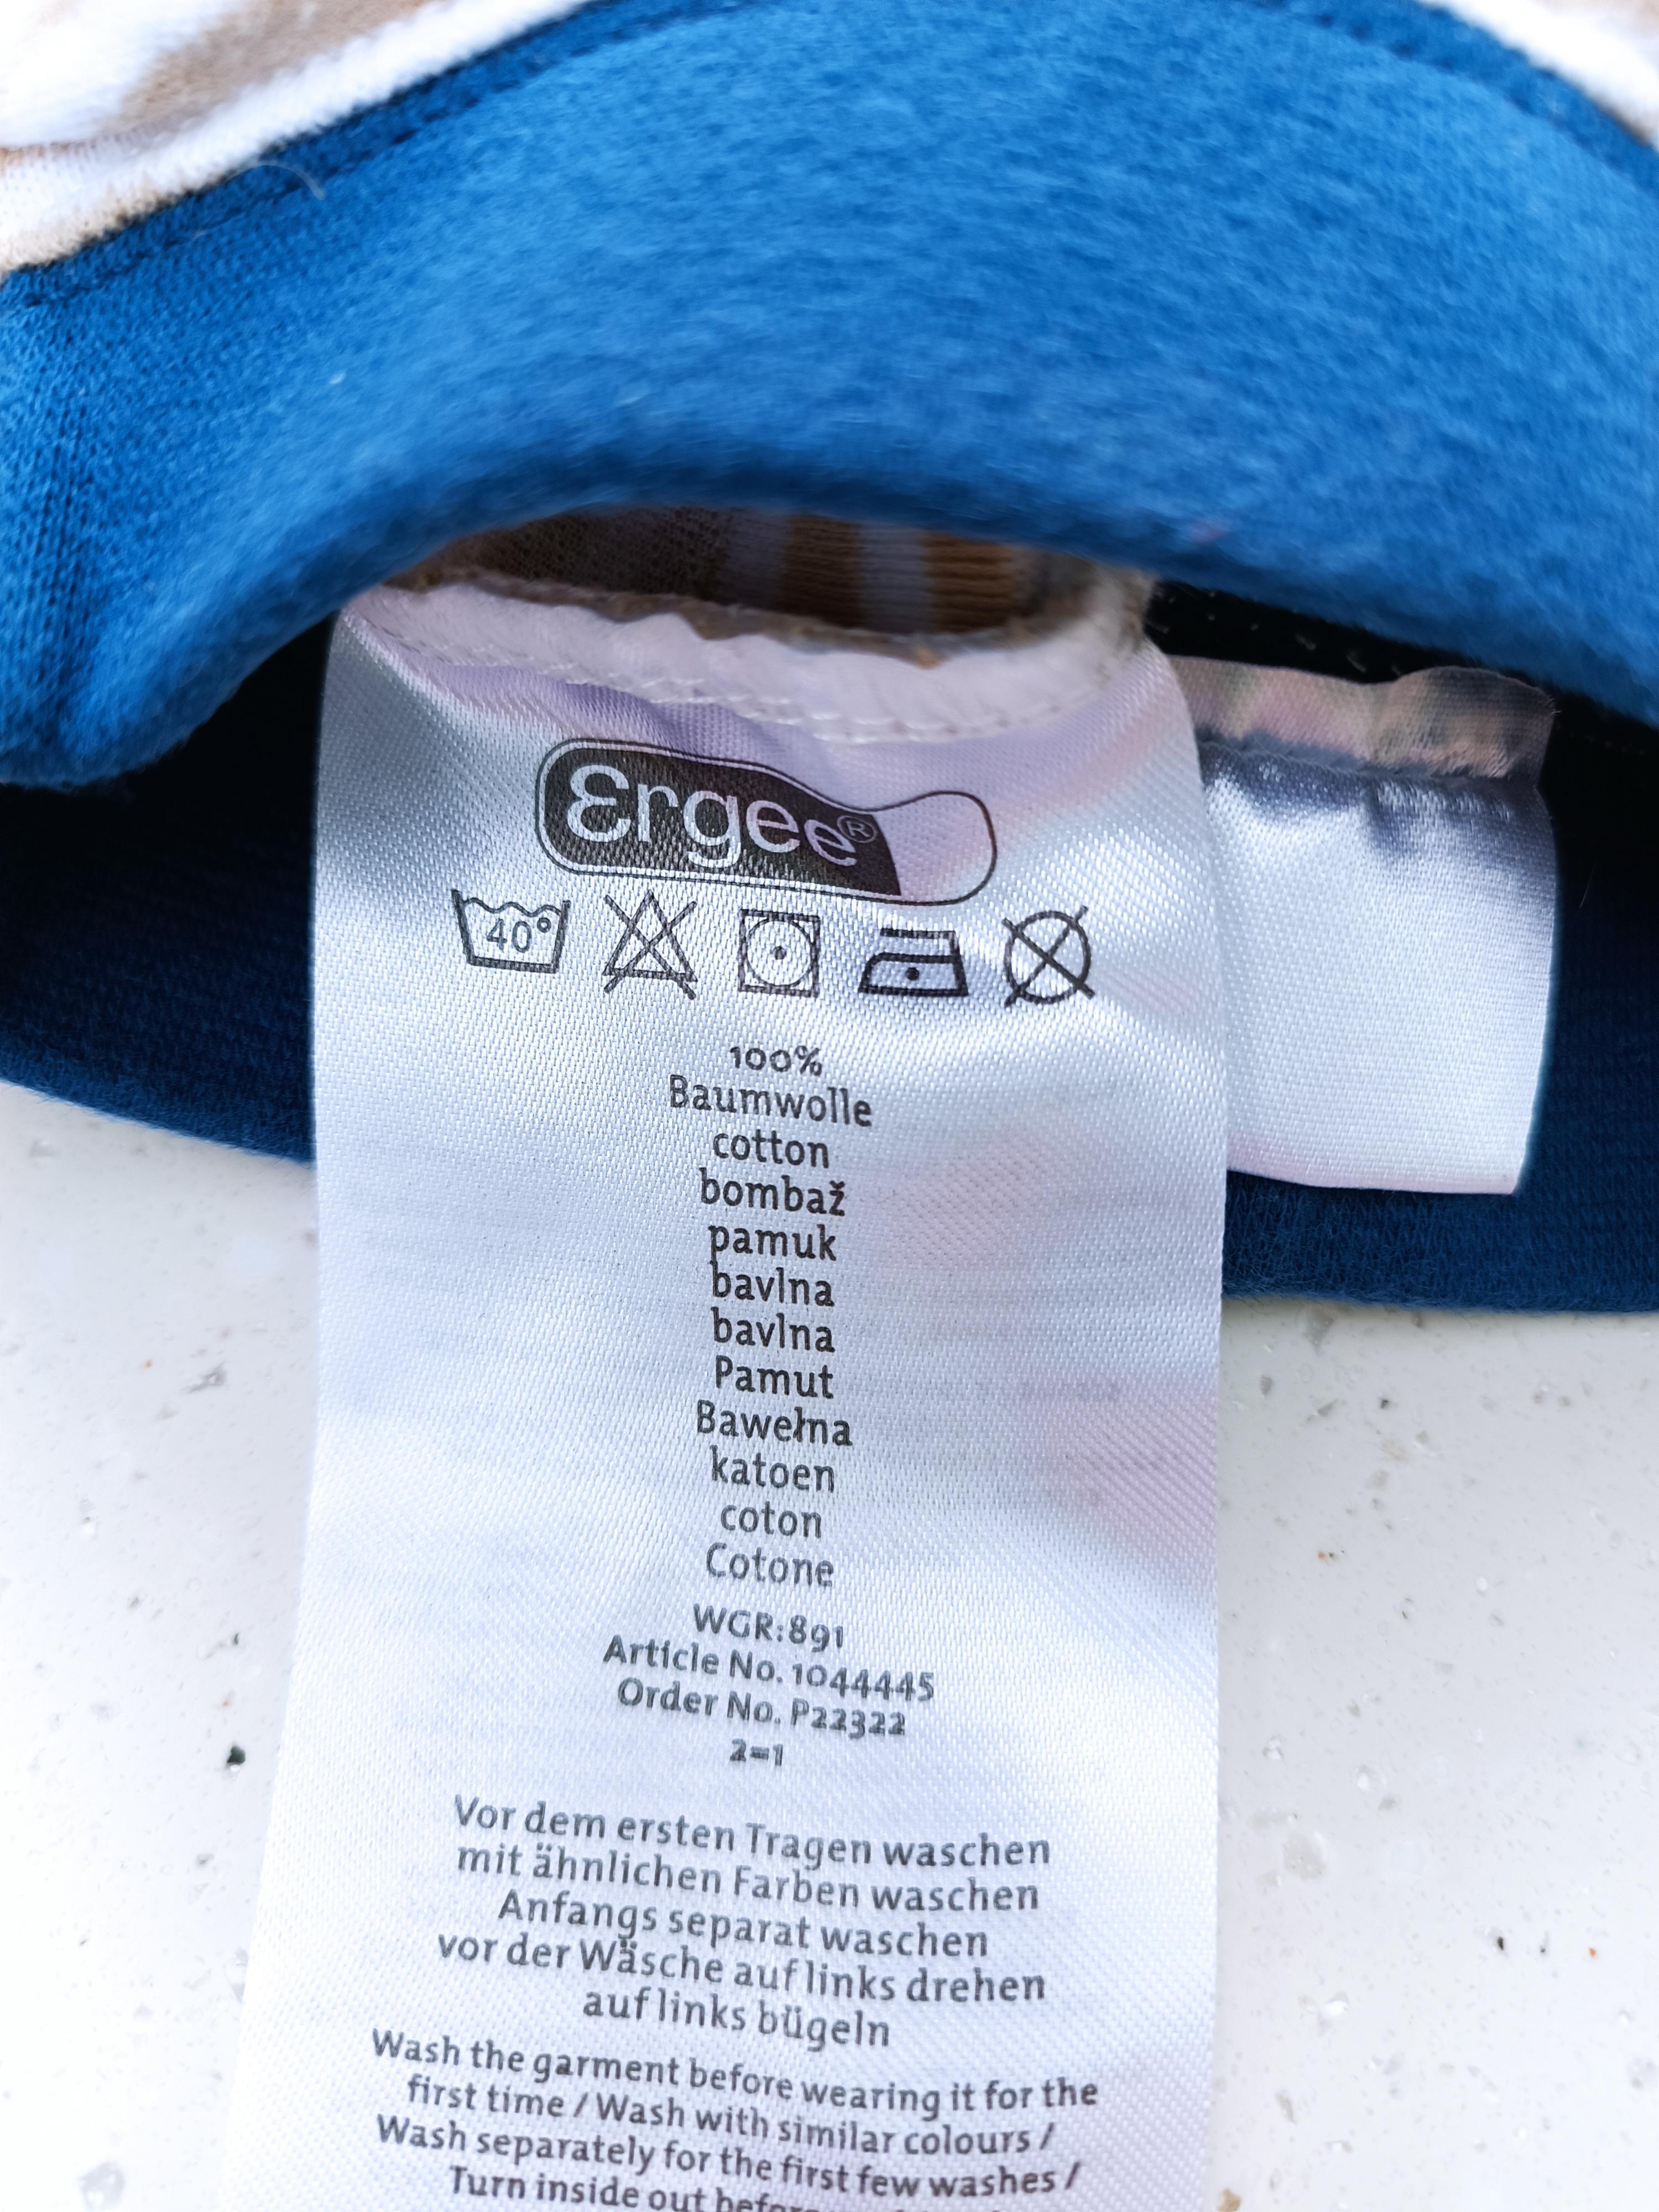 Ergee®
40°
100%
Baumwolle
cotton
bombaž
pamuk
bavlna
bavlna
Pamut
Bawełna
katoen
coton
Cotone
WGR:891
Article No. 1044445
Order No. P22322
2=1
Vor dem ersten Tragen waschen
mit ähnlichen Farben waschen
Anfangs separat waschen
vor der Wäsche auf links drehen
auf links bügeln
Wash the garment before wearing it for the
first time / Wash with similar colours /
Wash separately for the first few washes /
Turn inside out